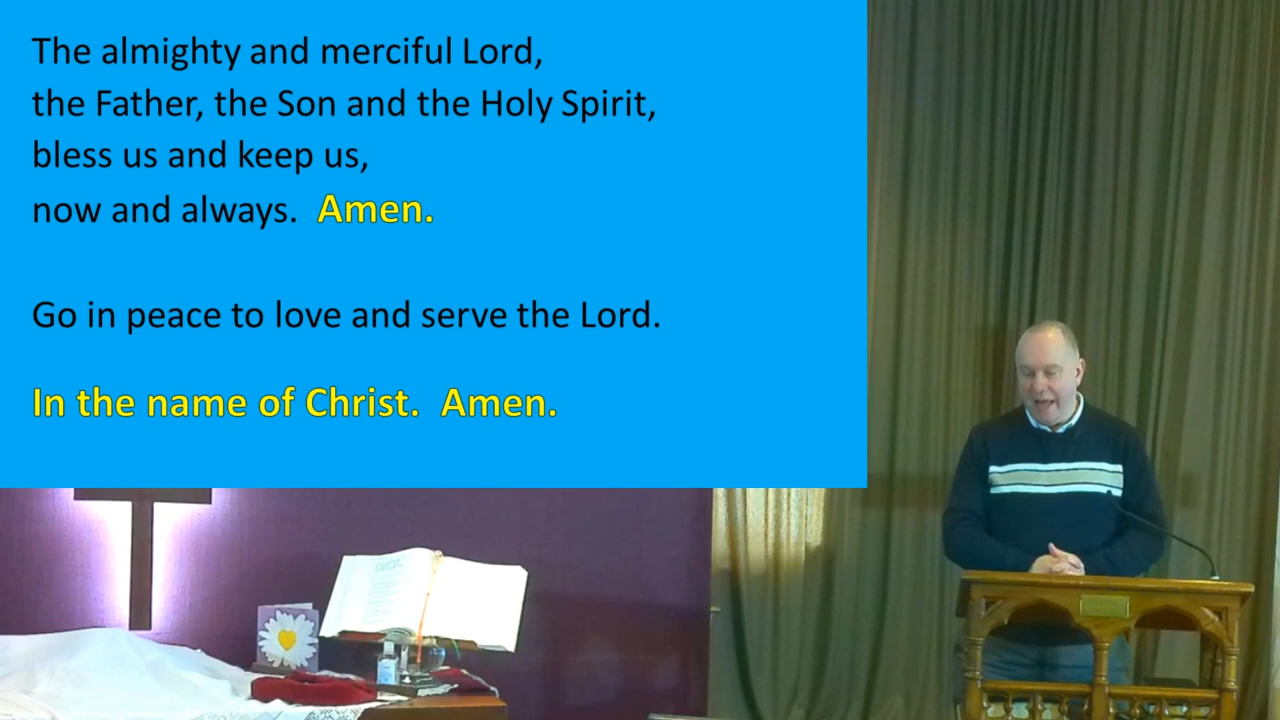 The almighty and merciful Lord,
the Father, the Son and the Holy Spirit,
bless us and keep us,
now and always. Amen.
Go in peace to love and serve the Lord.
In the name of Christ. Amen.